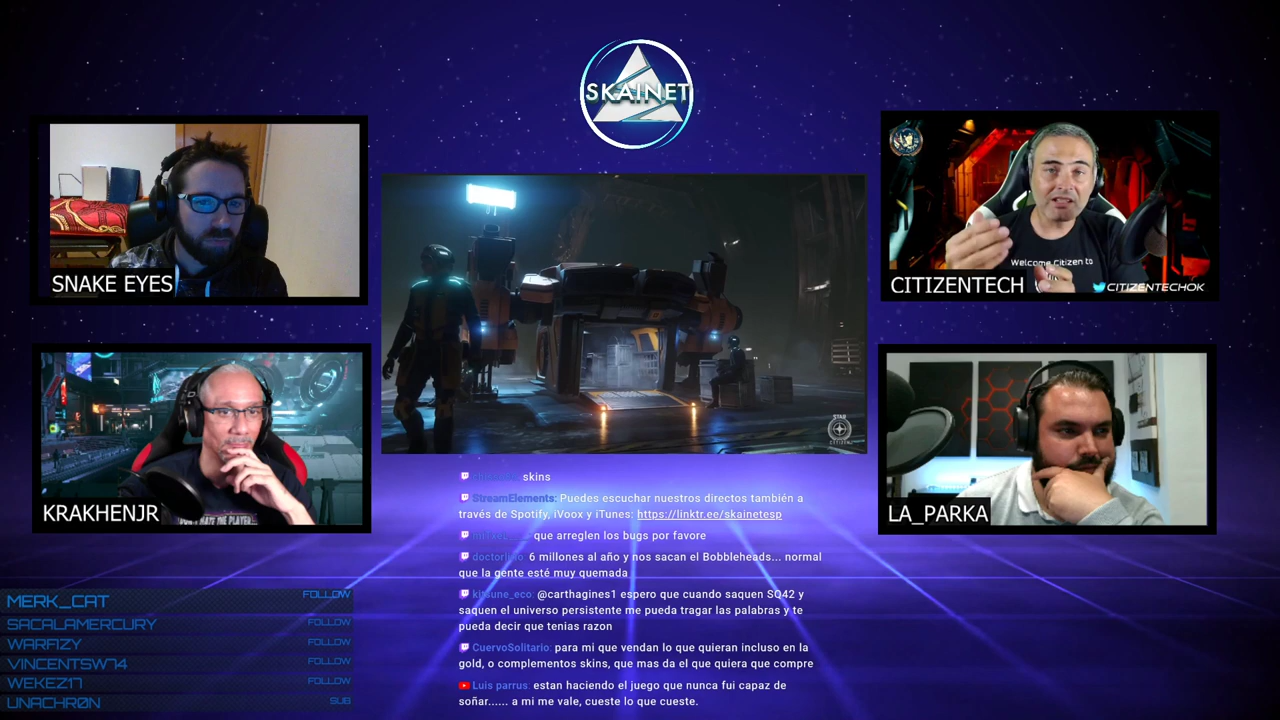 SKAINET
SNAKE EYES
Welcome Citizen to
CITIZENTECH
CITIZENTECHOK
STAR
CITIZEN
KRAKHENJR
LA_PARKA
skins
StreamElements: Puedes escuchar nuestros directos también a
través de Spotify, iVoox y iTunes: https://linktr.ee/skainetesp
que arreglen los bugs por favore
6 millones al año y nos sacan el Bobbleheads... normal
que la gente esté muy quemada
kitsune_eco: @carthagines1 espero que cuando saquen SQ42 y
saquen el universo persistente me pueda tragar las palabras y te
pueda decir que tenias razon
CuervoSolitario: para mi que vendan lo que quieran incluso en la
gold, o complementos skins, que mas da el que quiera que compre
Luis parrus: estan haciendo el juego que nunca fui capaz de
soñar...... a mi me vale, cueste lo que cueste.
MERK_CAT FOLLOW
SACALAMERCURY FOLLOW
WARFIZY FOLLOW
VINCENTSW74 FOLLOW
WEKEZ17 FOLLOW
UNACHR0N SUB